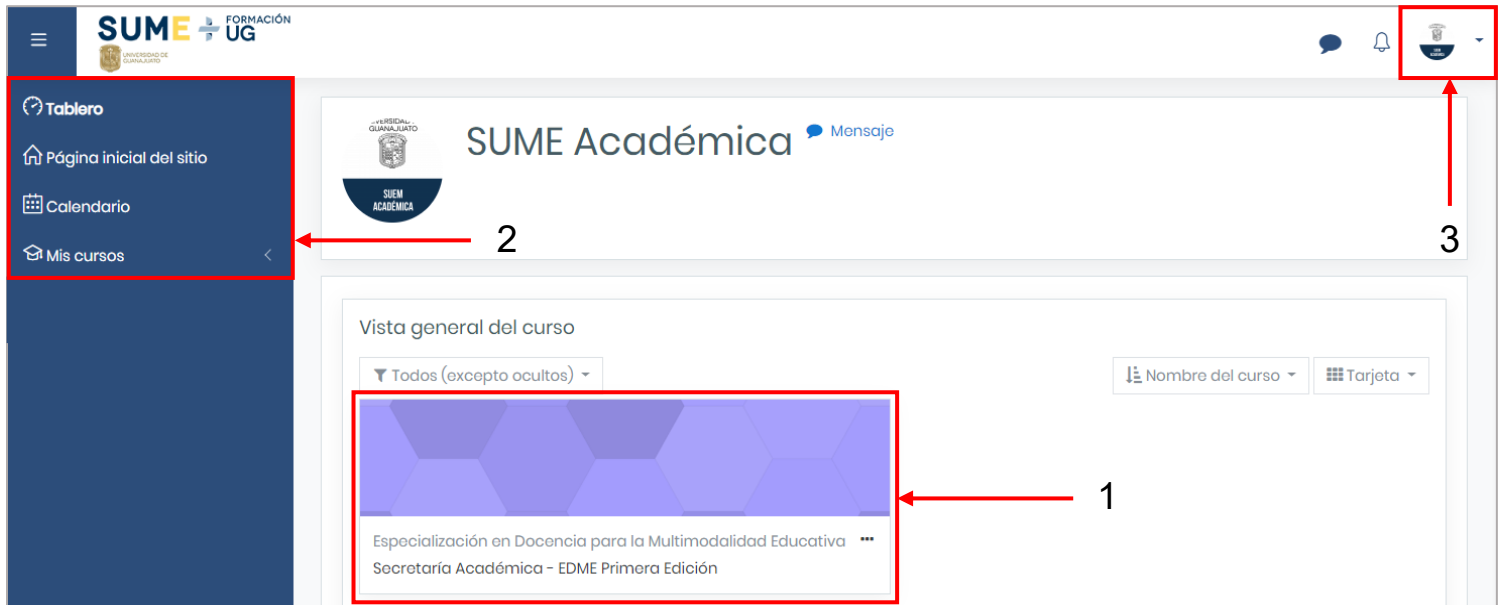 SUME + FORMACIÓN UG
UNIVERSIDAD DE
GUANAJUATO
Tablero
Página inicial del sitio
Calendario
Mis cursos
2
3
GUANAJUATO
SUEM
ACADÉMICA
SUME Académica
Mensaje
Vista general del curso
Todos (excepto ocultos)
Nombre del curso
Tarjeta
1
Especialización en Docencia para la Multimodalidad Educativa
Secretaría Académica - EDME Primera Edición